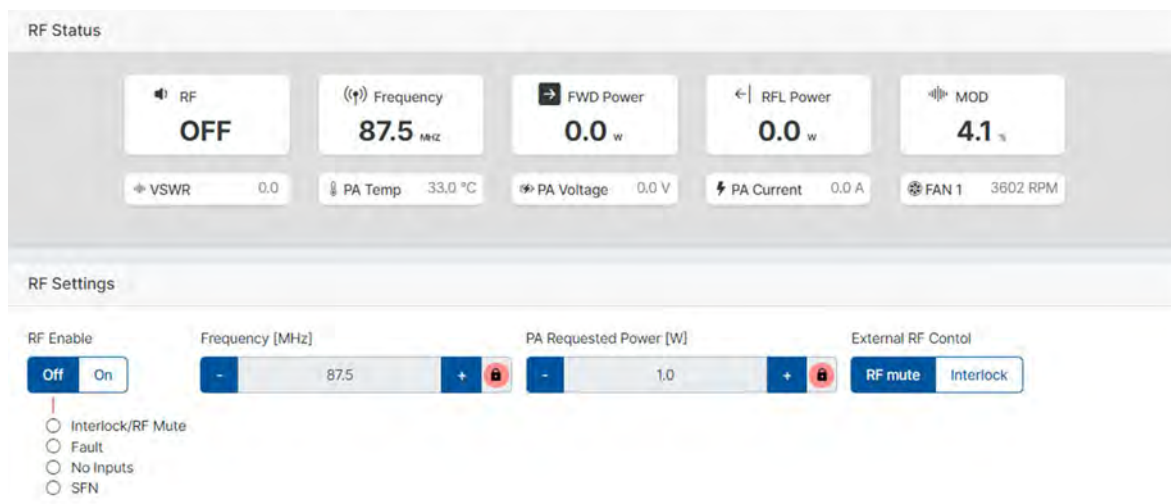 RF Status
RF
OFF
Frequency
87.5 MHZ
FWD Power
0.0 W
RFL Power
0.0 W
MOD
4.1 %
VSWR 0.0
PA Temp 33.0 °C
PA Voltage 0.0 V
PA Current 0.0 A
FAN 1 3602 RPM
RF Settings
RF Enable
Off On
Interlock/RF Mute
Fault
No Inputs
SFN
Frequency [MHz]
- 87.5 +
PA Requested Power [W]
- 1.0 +
External RF Contol
RF mute Interlock